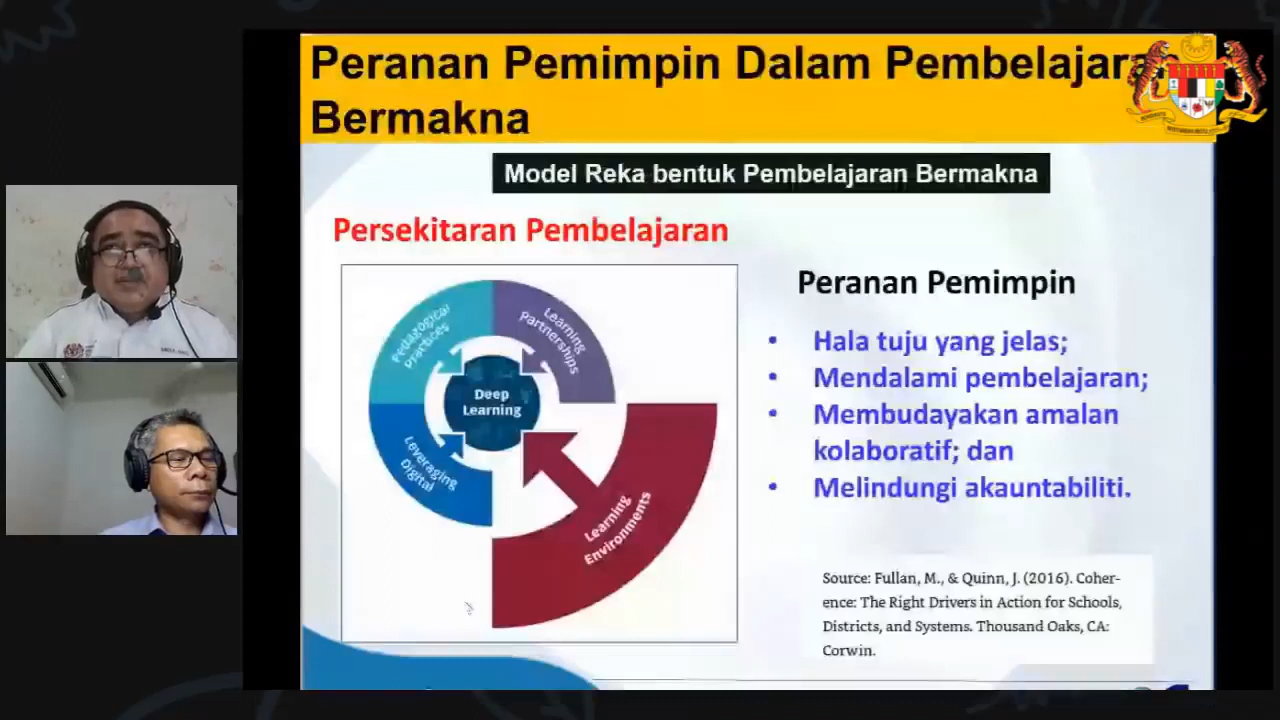 Peranan Pemimpin Dalam Pembelajaran
Bermakna
Model Reka bentuk Pembelajaran Bermakna
Persekitaran Pembelajaran
Pedagogical
Practices
Learning
Partnerships
Deep
Learning
Leveraging
Digital
Learning
Environments
Peranan Pemimpin
• Hala tuju yang jelas;
• Mendalami pembelajaran;
• Membudayakan amalan
kolaboratif; dan
• Melindungi akauntabiliti.
Source: Fullan, M., & Quinn, J. (2016). Coher-
ence: The Right Drivers in Action for Schools,
Districts, and Systems. Thousand Oaks, CA:
Corwin.